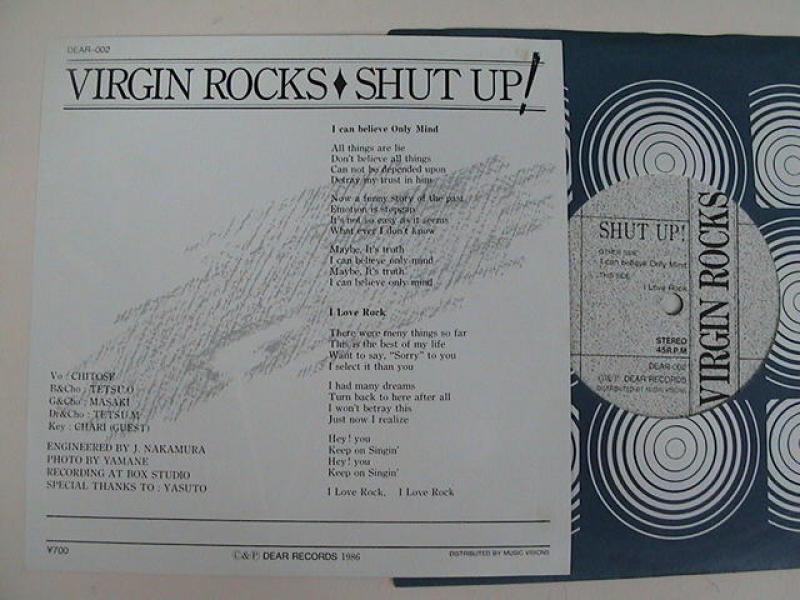 DEAR-002
VIRGIN ROCKS♦SHUT UP!
I can believe Only Mind
All things are lie
Don't believe all things
Can not be depended upon
Detray my trust in him
Now a funny story of the past
Emotion is stopgap
It's not so easy as it seems
What ever I don't know
Maybe, It's truth
I can believe only mind
Maybe, It's truth
I can believe only mind
I Love Rock
There were meny things so far
This is the best of my life
Want to say, "Sorry" to you
I select it than you
I had many dreams
Turn back to here after all
I won't betray this
Just now I realize
Hey! you
Keep on Singin'
Hey! you
Keep on Singin'
I Love Rock, I Love Rock
Vo : CHITOSE
B&Cho : TETSU.O
G&Cho : MASAKI
Dr&Cho : TETSU.M
Key : CHARI (GUEST)
ENGINEERED BY J. NAKAMURA
PHOTO BY YAMANE
RECORDING AT BOX STUDIO
SPECIAL THANKS TO : YASUTO
¥700
©&℗ DEAR RECORDS 1986
DISTRIBUTED BY MUSIC VISIONS
SHUT UP!
OTHER SIDE
I can believe Only Mind
THIS SIDE
I Love Rock
STEREO
45R.P.M
DEAR-002
©&℗ DEAR RECORDS
DISTRIBUTED BY MUSIC VISIONS
VIRGIN ROCKS